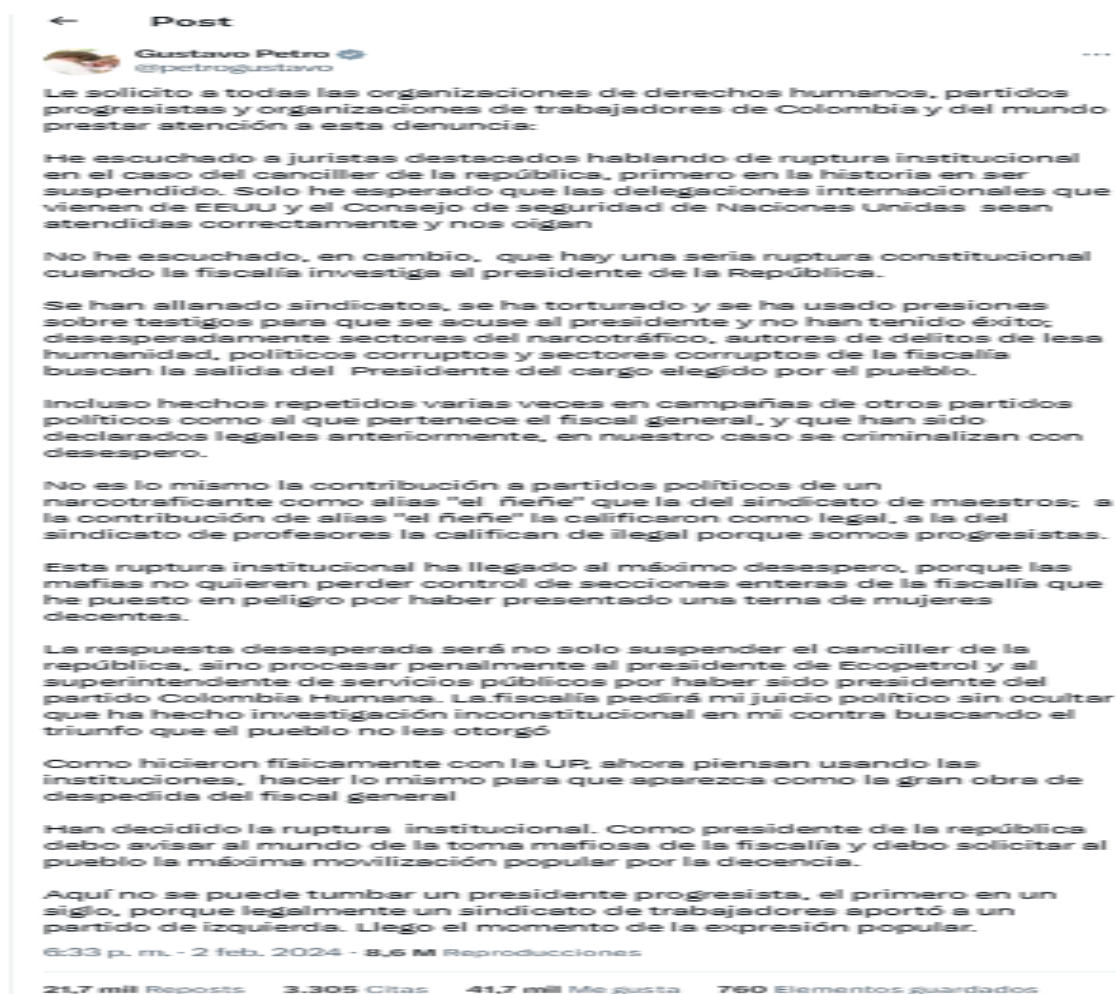 ← Post
Gustavo Petro
@petrogustavo
...
Le solicito a todas las organizaciones de derechos humanos, partidos
progresistas y organizaciones de trabajadores de Colombia y del mundo
prestar atención a esta denuncia:
He escuchado a juristas destacados hablando de ruptura institucional
en el caso del canciller de la república, primero en la historia en ser
suspendido. Solo he esperado que las delegaciones internacionales que
vienen de EEUU y el Consejo de seguridad de Naciones Unidas sean
atendidas correctamente y nos oigan
No he escuchado, en cambio, que hay una seria ruptura constitucional
cuando la fiscalía investiga al presidente de la República.
Se han allanado sindicatos, se ha torturado y se ha usado presiones
sobre testigos para que se acuse al presidente y no han tenido éxito;
desesperadamente sectores del narcotráfico, autores de delitos de lesa
humanidad, políticos corruptos y sectores corruptos de la fiscalía
buscan la salida del Presidente del cargo elegido por el pueblo.
Incluso hechos repetidos varias veces en campañas de otros partidos
políticos como al que pertenece el fiscal general, y que han sido
declarados legales anteriormente, en nuestro caso se criminalizan con
desespero.
No es lo mismo la contribución a partidos políticos de un
narcotraficante como alias "el ñeñe" que la del sindicato de maestros; a
la contribución de alias "el ñeñe" la calificaron como legal, a la del
sindicato de profesores la califican de ilegal porque somos progresistas.
Esta ruptura institucional ha llegado al máximo desespero, porque las
mafias no quieren perder control de secciones enteras de la fiscalía que
he puesto en peligro por haber presentado una terna de mujeres
decentes.
La respuesta desesperada será no solo suspender el canciller de la
república, sino procesar penalmente al presidente de Ecopetrol y al
superintendente de servicios públicos por haber sido presidente del
partido Colombia Humana. La.fiscalía pedirá mi juicio político sin ocultar
que ha hecho investigación inconstitucional en mi contra buscando el
triunfo que el pueblo no les otorgó
Como hicieron físicamente con la UP, ahora piensan usando las
instituciones, hacer lo mismo para que aparezca como la gran obra de
despedida del fiscal general
Han decidido la ruptura institucional. Como presidente de la república
debo avisar al mundo de la toma mafiosa de la fiscalía y debo solicitar al
pueblo la máxima movilización popular por la decencia.
Aquí no se puede tumbar un presidente progresista, el primero en un
siglo, porque legalmente un sindicato de trabajadores aportó a un
partido de izquierda. Llego el momento de la expresión popular.
6:33 p. m. · 2 feb. 2024 · 8,6 M Reproducciones
21,7 mil Reposts 3.305 Citas 41,7 mil Me gusta 760 Elementos guardados